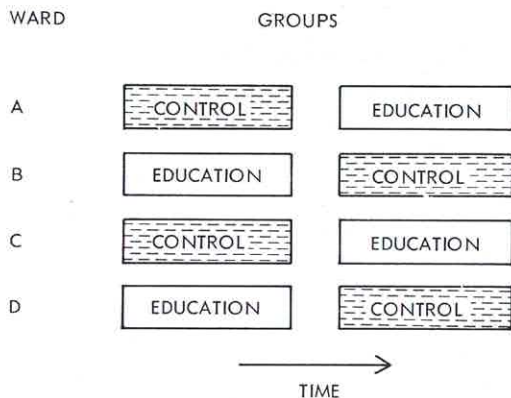 WARD GROUPS
A CONTROL EDUCATION
B EDUCATION CONTROL
C CONTROL EDUCATION
D EDUCATION CONTROL
TIME